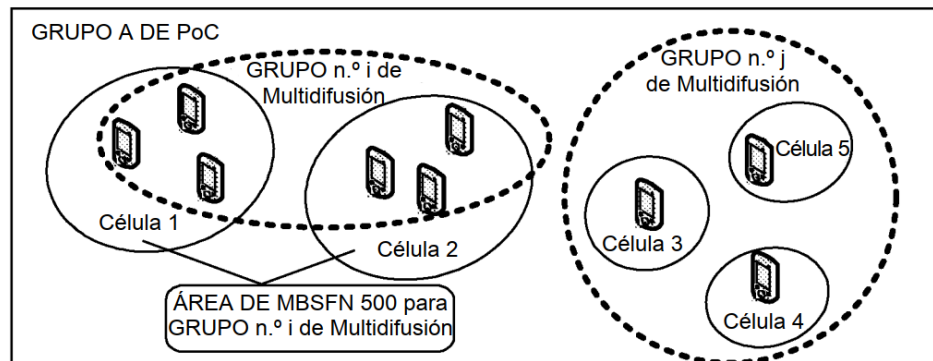 GRUPO A DE PoC
GRUPO n.º i de
Multidifusión
GRUPO n.º j
de Multidifusión
Célula 5
Célula 1
Célula 2
Célula 3
Célula 4
ÁREA DE MBSFN 500 para
GRUPO n.º i de Multidifusión